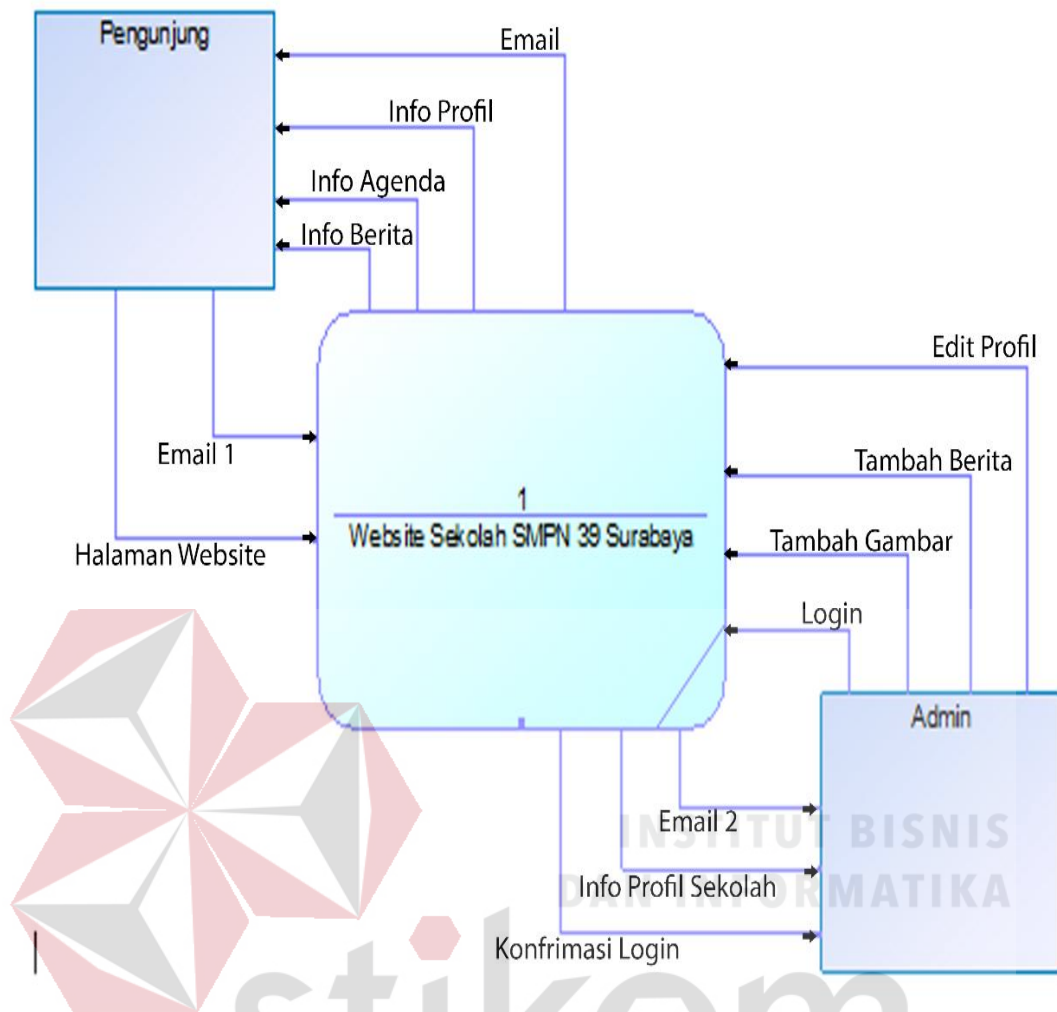 Pengunjung
Email
Info Profil
Info Agenda
Info Berita
Edit Profil
Email 1
Tambah Berita
1
Website Sekolah SMPN 39 Surabaya
Halaman Website
Tambah Gambar
Login
Admin
Email 2
INSTITUT BISNIS
Info Profil Sekolah
DAN INFORMATIKA
Konfrimasi Login
stikom